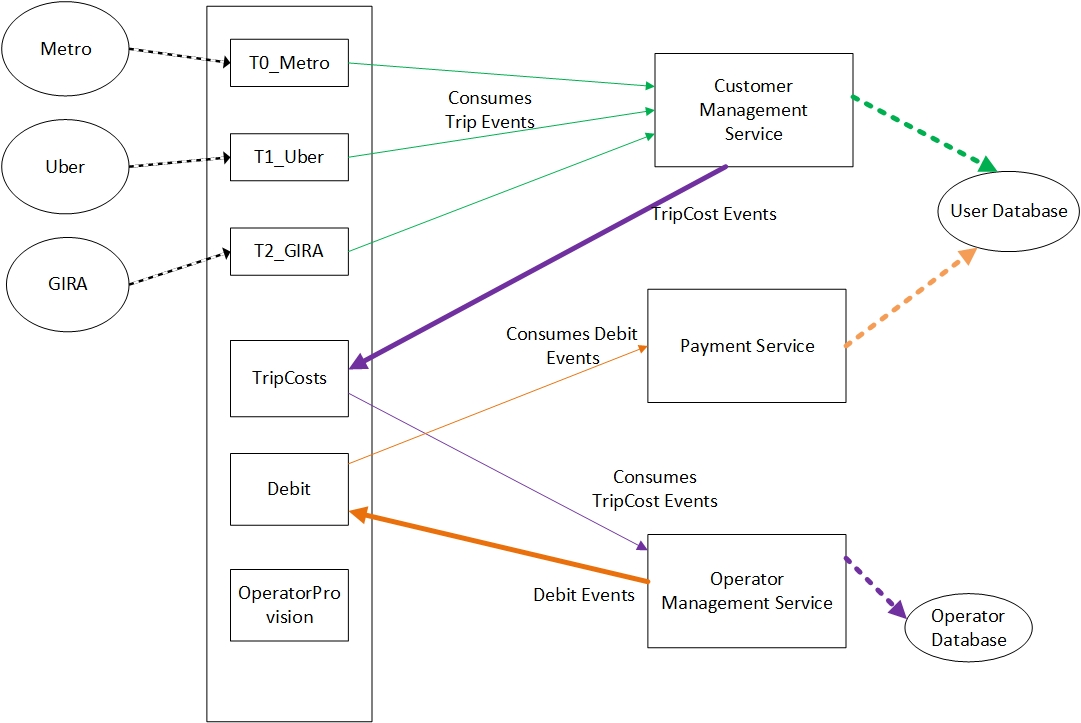 Metro
Uber
GIRA
T0_Metro
T1_Uber
T2_GIRA
TripCosts
Debit
OperatorPro
vision
Consumes
Trip Events
TripCost Events
Consumes Debit
Events
Consumes
TripCost Events
Debit Events
Customer
Management
Service
Payment Service
Operator
Management Service
User Database
Operator
Database